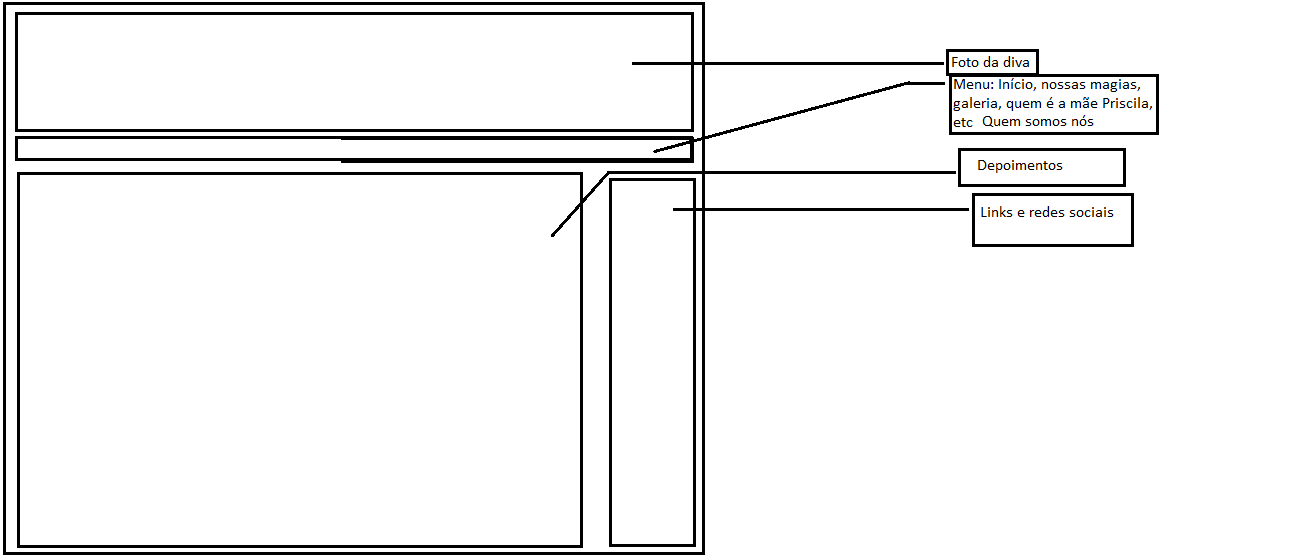 Foto da diva
Menu: Início, nossas magias,
galeria, quem é a mãe Priscila,
etc Quem somos nós
Depoimentos
Links e redes sociais